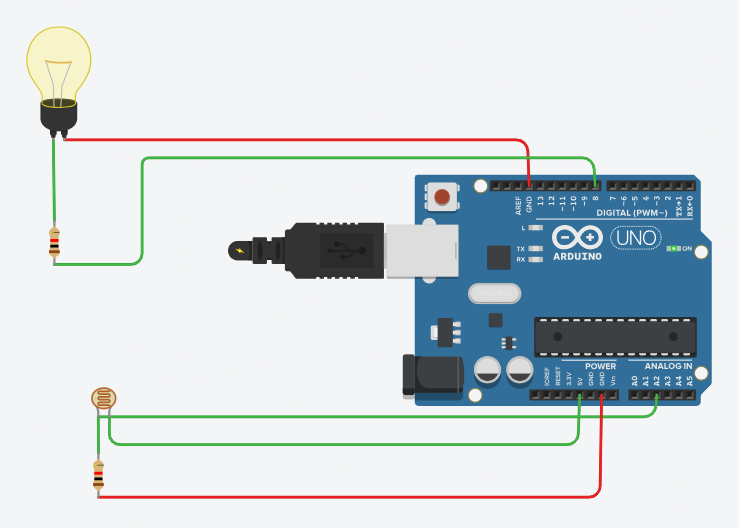 AREF
GND
13
12
~11
~10
~9
8
7
~6
~5
4
~3
2
TX→1
RX←0
DIGITAL (PWM~)
L
TX
RX
UNO
ON
ARDUINO
POWER
ANALOG IN
IOREF
RESET
3.3V
5V
GND
GND
Vin
A0
A1
A2
A3
A4
A5